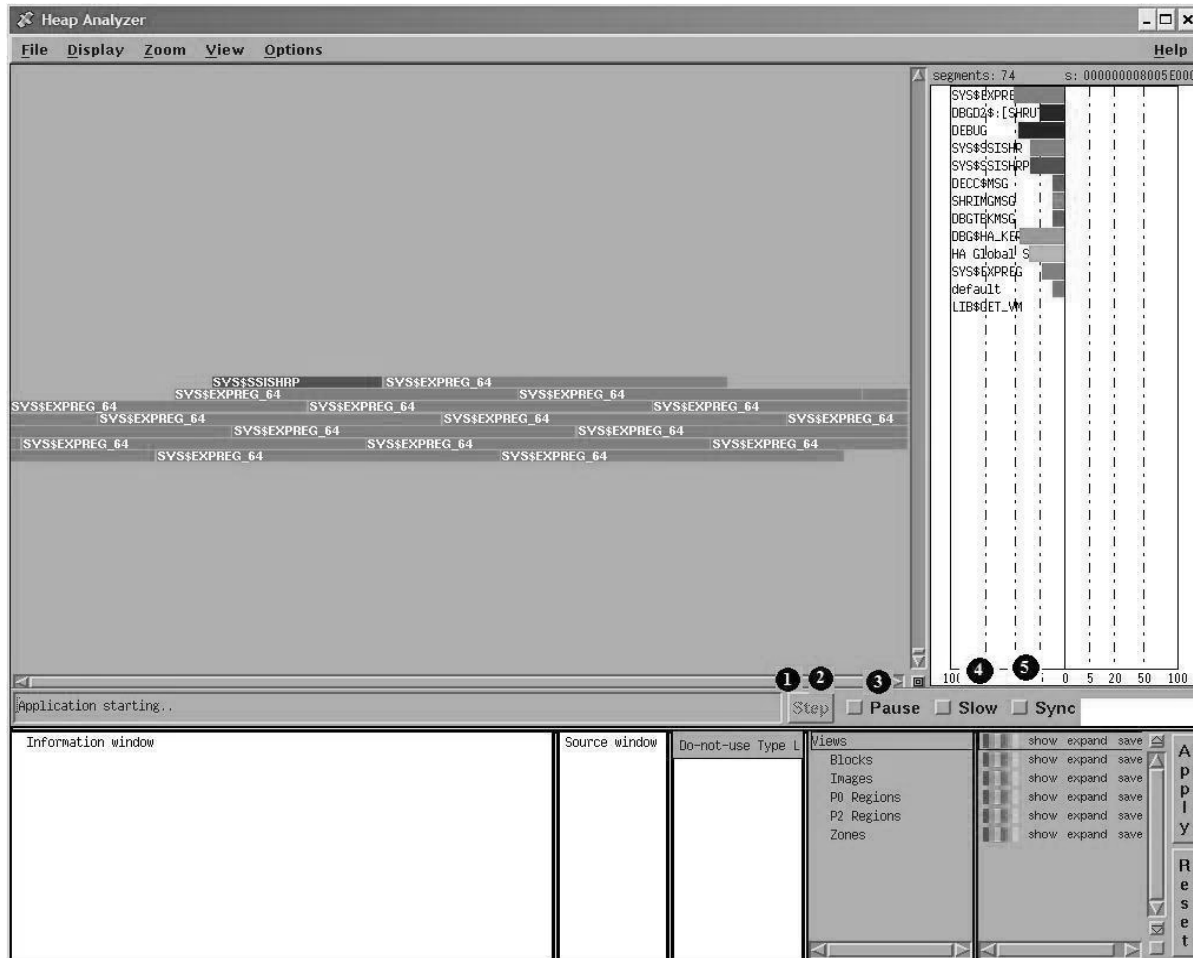 Heap Analyzer
File Display Zoom View Options Help
segments: 74 s: 000000008005E000
SYS$EXPRE
DBGD2$:[SHRUT
DEBUG
SYS$SSISHR
SYS$SSISHRP
DECC$MSG
SHRIMGMSG
DBGTBKMSG
DBG$HA_KER
HA Global S
SYS$EXPREG
default
LIB$GET_VM
SYS$SSISHRP SYS$EXPREG_64
SYS$EXPREG_64 SYS$EXPREG_64
SYS$EXPREG_64 SYS$EXPREG_64 SYS$EXPREG_64
SYS$EXPREG_64 SYS$EXPREG_64 SYS$EXPREG_64
SYS$EXPREG_64 SYS$EXPREG_64
SYS$EXPREG_64 SYS$EXPREG_64 SYS$EXPREG_64
SYS$EXPREG_64 SYS$EXPREG_64
1 2 3 4 5
0 5 20 50 100
Application starting..
Step Pause Slow Sync
Information window
Source window
Do-not-use Type L
Views show expand save
Blocks show expand save
Images show expand save
P0 Regions show expand save
P2 Regions show expand save
Zones show expand save
Apply
Reset